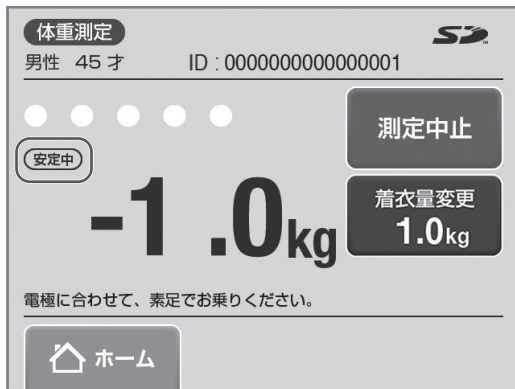 体重測定
SD
男性 45才 ID : 0000000000000001
測定中止
安定中
-1.0kg
着衣量変更
1.0kg
電極に合わせて、素足でお乗りください。
ホーム